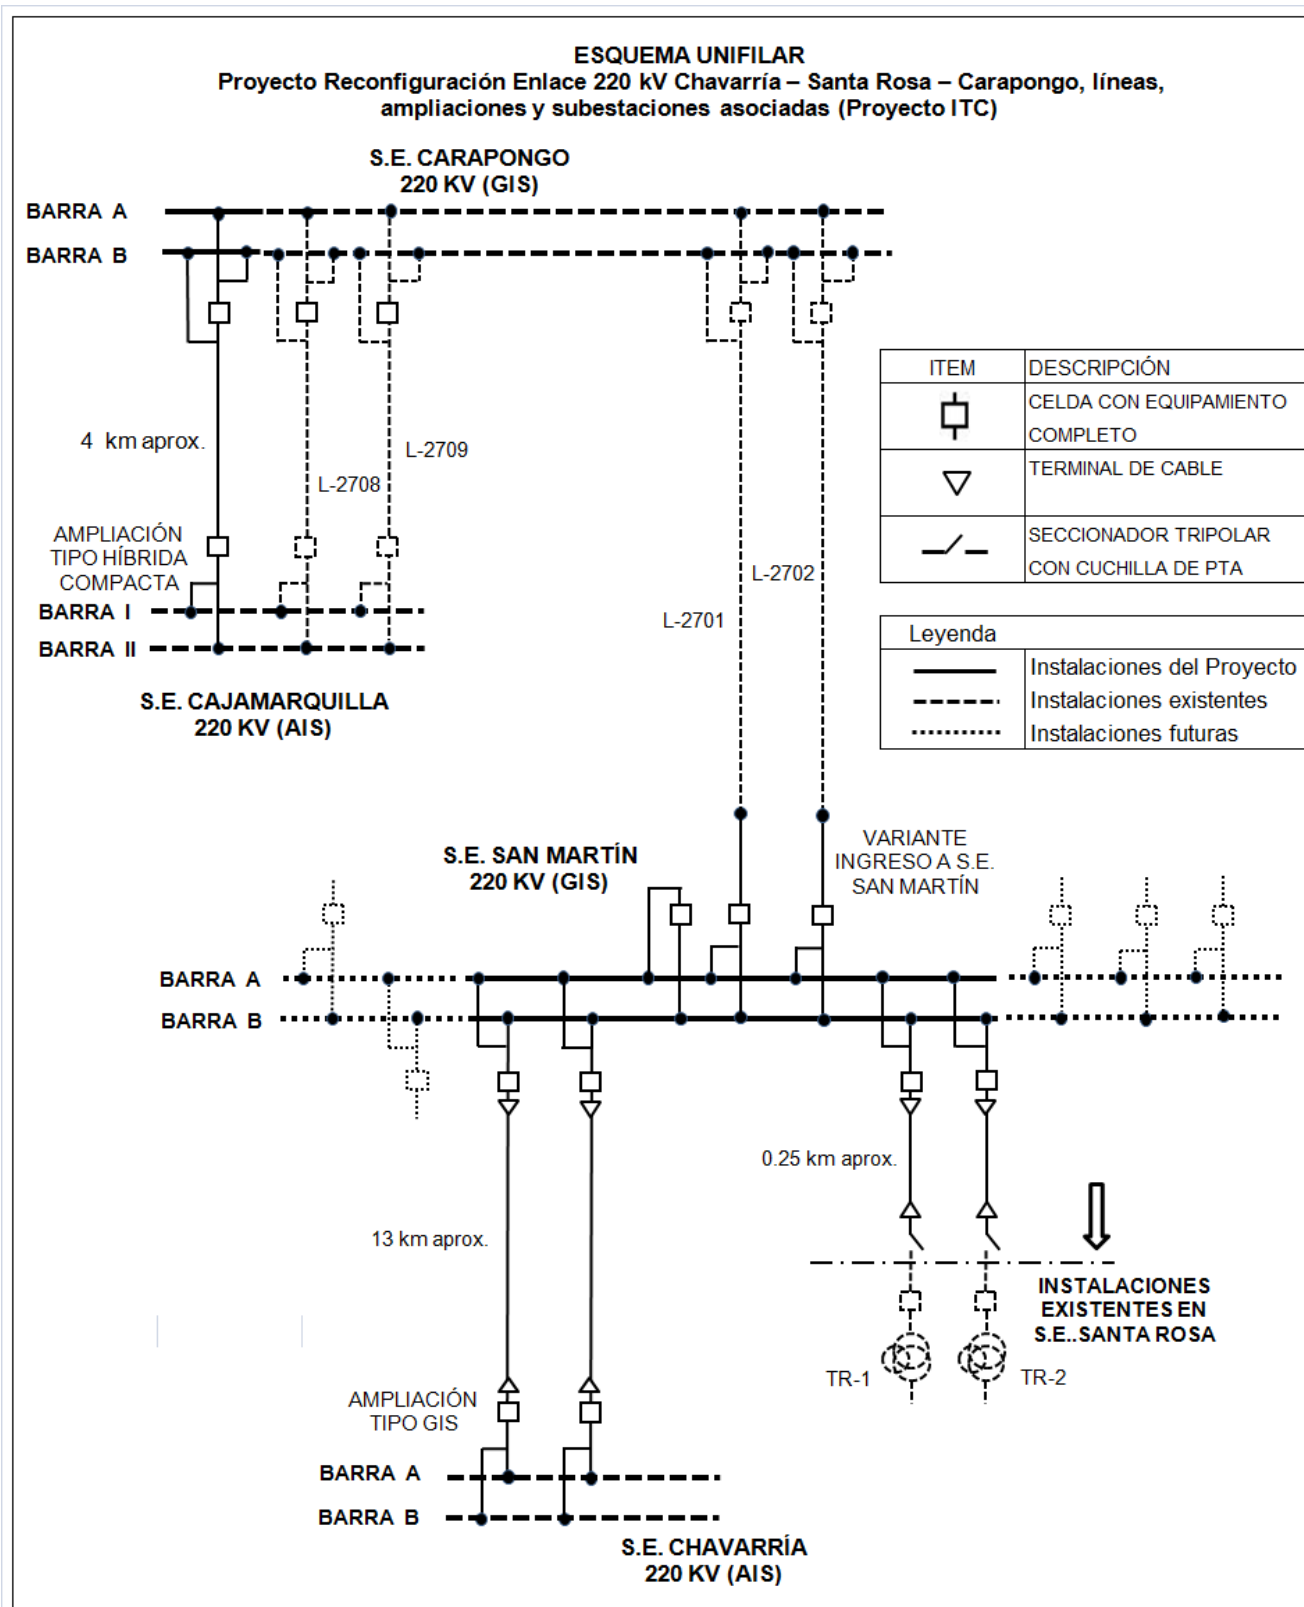 ESQUEMA UNIFILAR
Proyecto Reconfiguración Enlace 220 kV Chavarría – Santa Rosa – Carapongo, líneas,
ampliaciones y subestaciones asociadas (Proyecto ITC)
S.E. CARAPONGO
220 KV (GIS)
BARRA A
BARRA B
ITEM DESCRIPCIÓN
CELDA CON EQUIPAMIENTO
COMPLETO
TERMINAL DE CABLE
SECCIONADOR TRIPOLAR
CON CUCHILLA DE PTA
4 km aprox.
L-2709
L-2708
AMPLIACIÓN
TIPO HÍBRIDA
COMPACTA
L-2702
L-2701
BARRA I
BARRA II
S.E. CAJAMARQUILLA
220 KV (AIS)
Leyenda
Instalaciones del Proyecto
Instalaciones existentes
Instalaciones futuras
S.E. SAN MARTÍN
220 KV (GIS)
VARIANTE
INGRESO A S.E.
SAN MARTÍN
BARRA A
BARRA B
0.25 km aprox.
13 km aprox.
INSTALACIONES
EXISTENTES EN
S.E..SANTA ROSA
TR-1
TR-2
AMPLIACIÓN
TIPO GIS
BARRA A
BARRA B
S.E. CHAVARRÍA
220 KV (AIS)